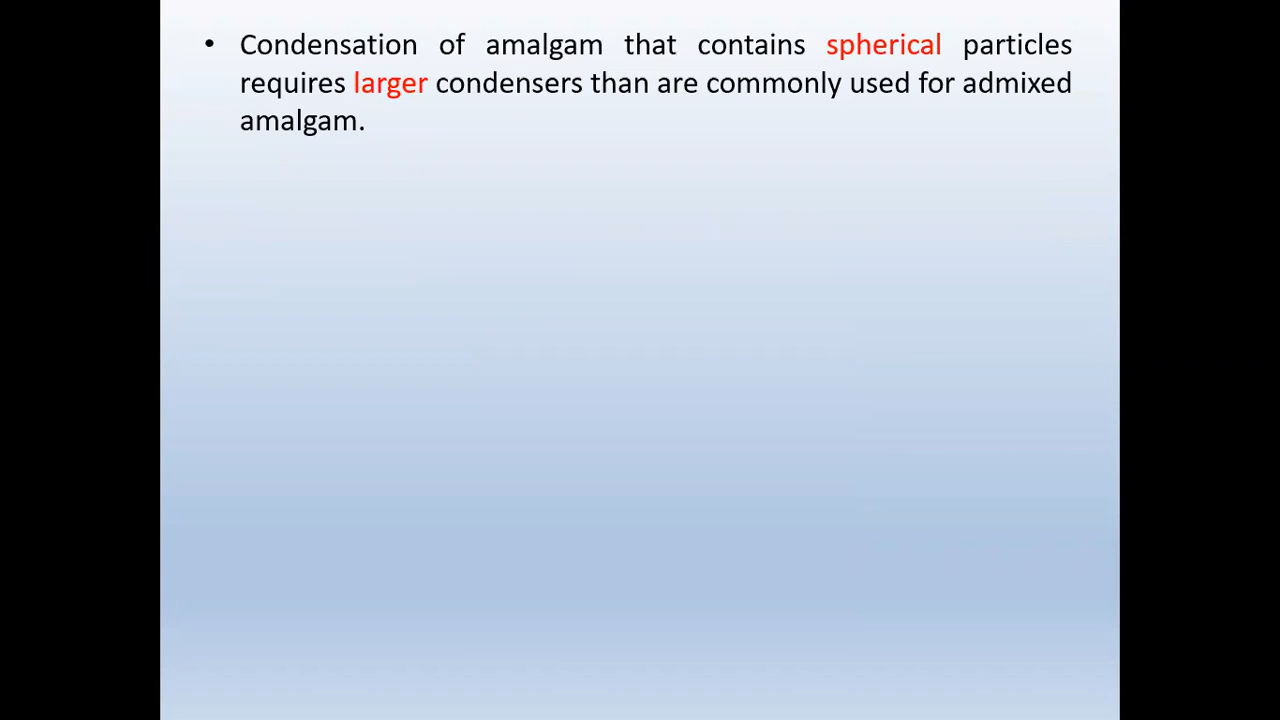 • Condensation of amalgam that contains spherical particles
requires larger condensers than are commonly used for admixed
amalgam.